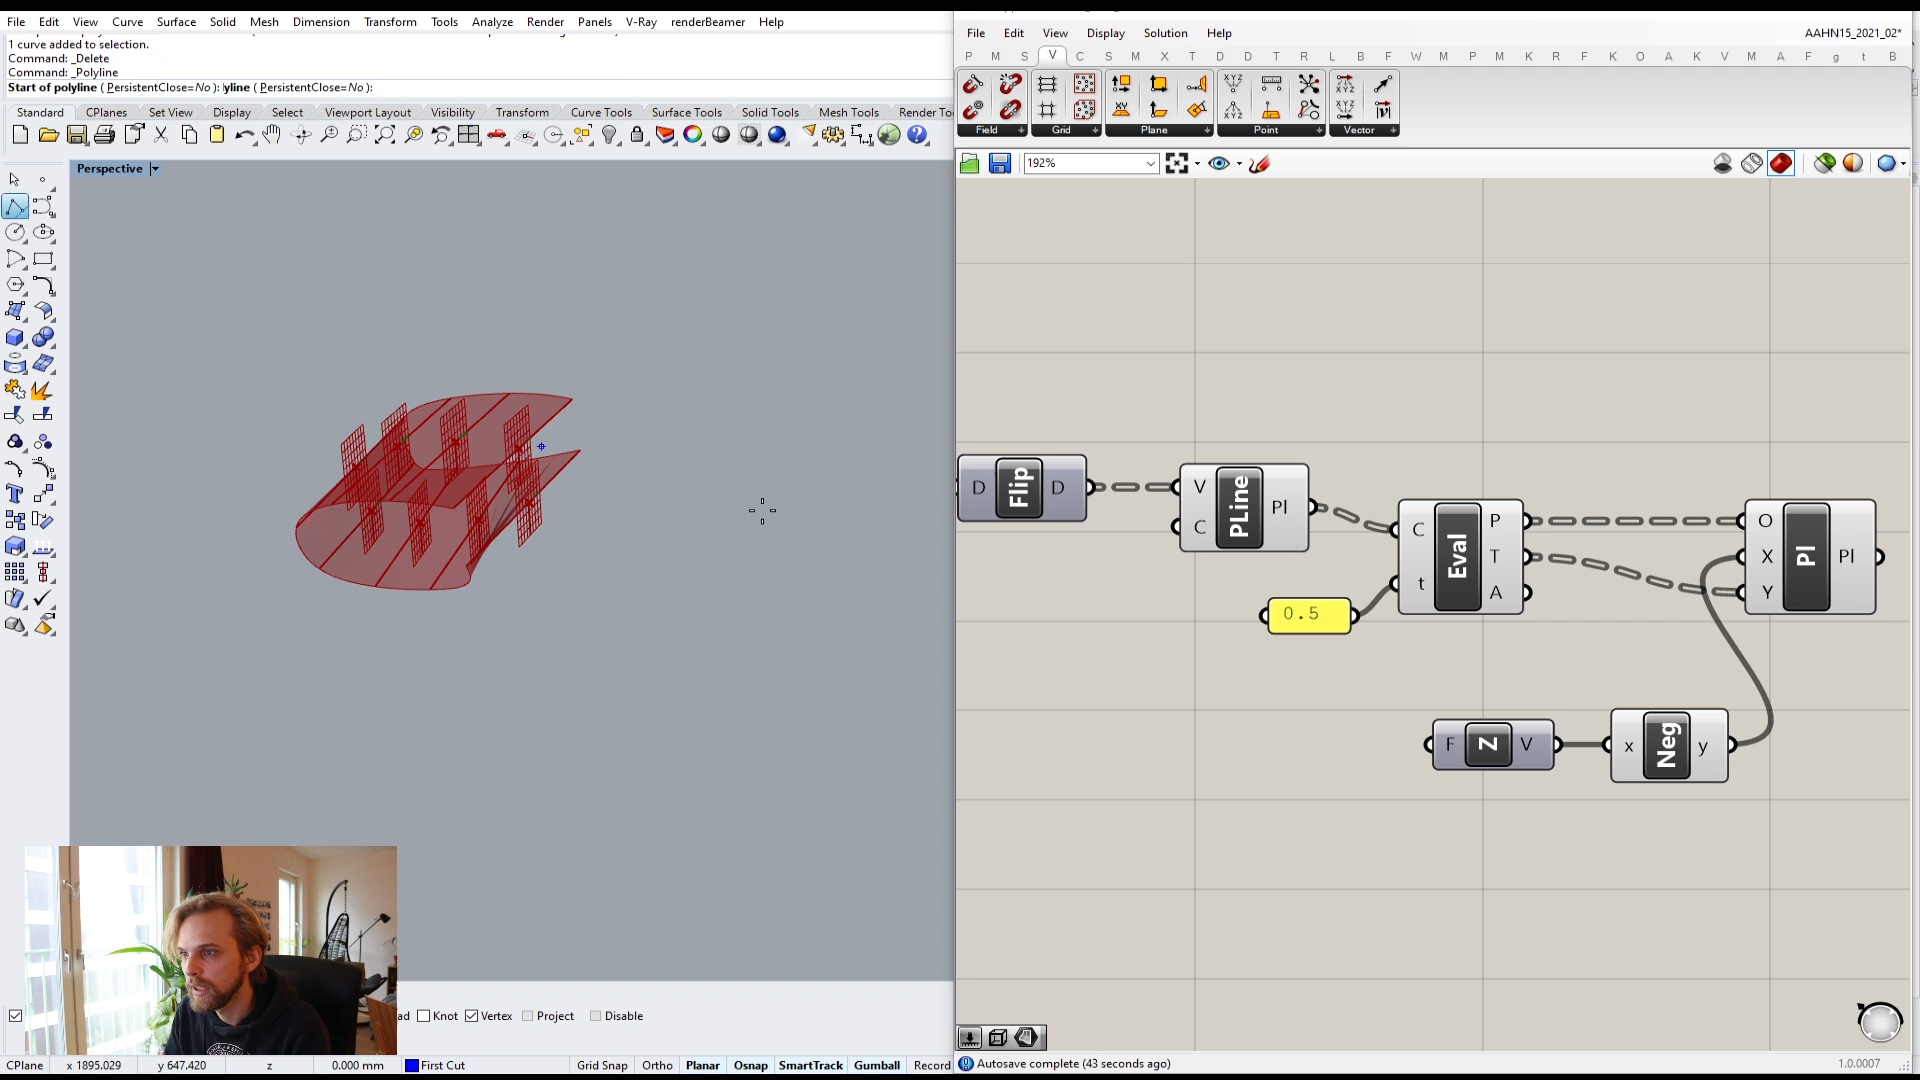 File Edit View Curve Surface Solid Mesh Dimension Transform Tools Analyze Render Panels V-Ray renderBeamer Help
1 curve added to selection.
Command: _Delete
Command: _Polyline
Start of polyline ( PersistentClose=No ): yline ( PersistentClose=No ):
Standard CPlanes Set View Display Select Viewport Layout Visibility Transform Curve Tools Surface Tools Solid Tools Mesh Tools Render To
Perspective
File Edit View Display Solution Help AAHN15_2021_02*
P M S V C S M X T D D T R L B F S P M K R F F W M P M K O M A P V M A F g t B
Field Grid Plane Point Vector
192%
D Flip D
V PLine Pl
C
C Eval P
T
t A
0.5
O Pl Pl
X
Y
F Z V
x Neg y
ad Knot Vertex Project Disable
CPlane x 1895.029 y 647.420 z 0.000 mm First Cut Grid Snap Ortho Planar Osnap SmartTrack Gumball Record
Autosave complete (43 seconds ago) 1.0.0007